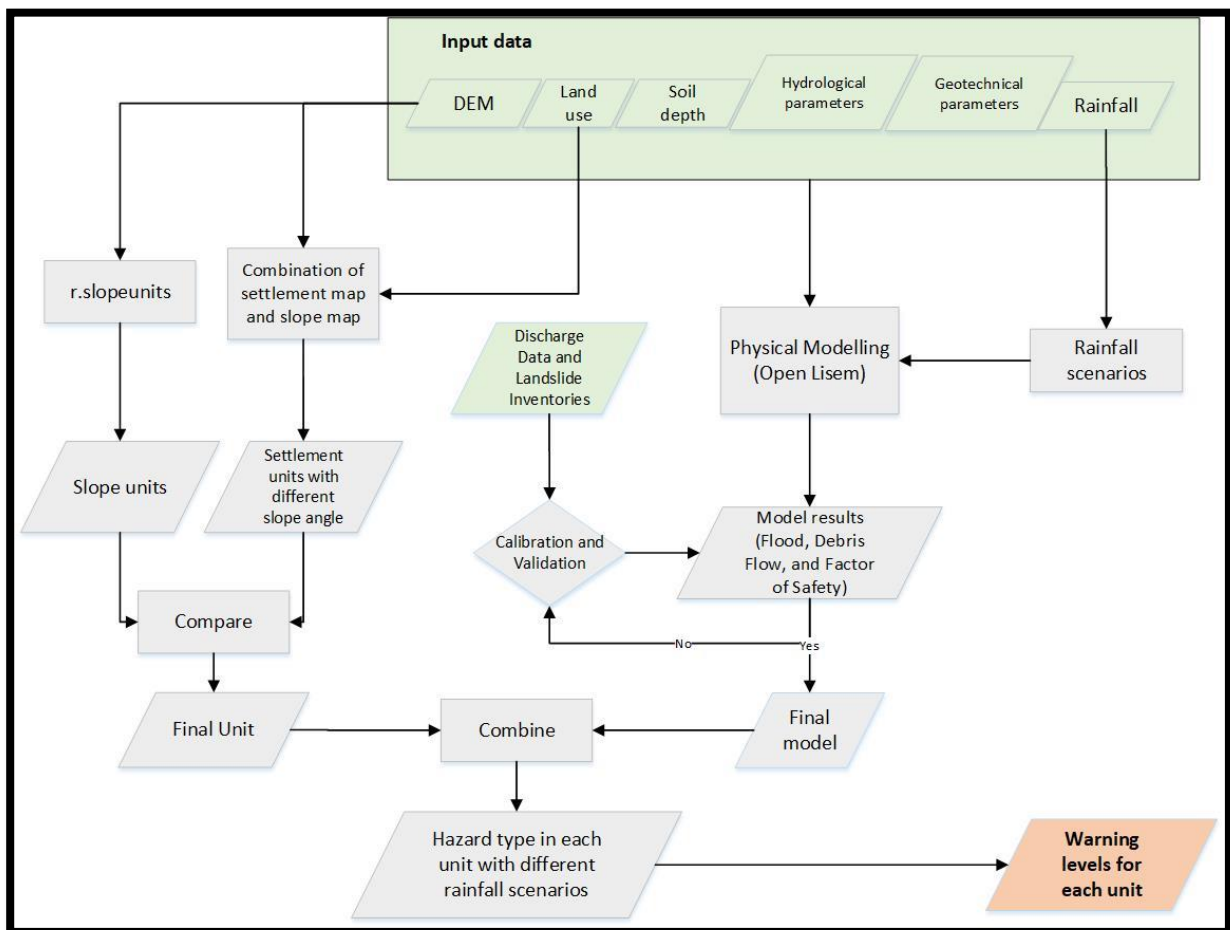 Input data
DEM
Land
use
Soil
depth
Hydrological
parameters
Geotechnical
parameters
Rainfall
r.slopeunits
Combination of
settlement map
and slope map
Discharge
Data and
Landslide
Inventories
Physical Modelling
(Open Lisem)
Rainfall
scenarios
Slope units
Settlement
units with
different
slope angle
Calibration and
Validation
Model results
(Flood, Debris
Flow, and Factor
of Safety)
Compare
No
Yes
Final Unit
Combine
Final
model
Hazard type in each
unit with different
rainfall scenarios
Warning
levels for
each unit